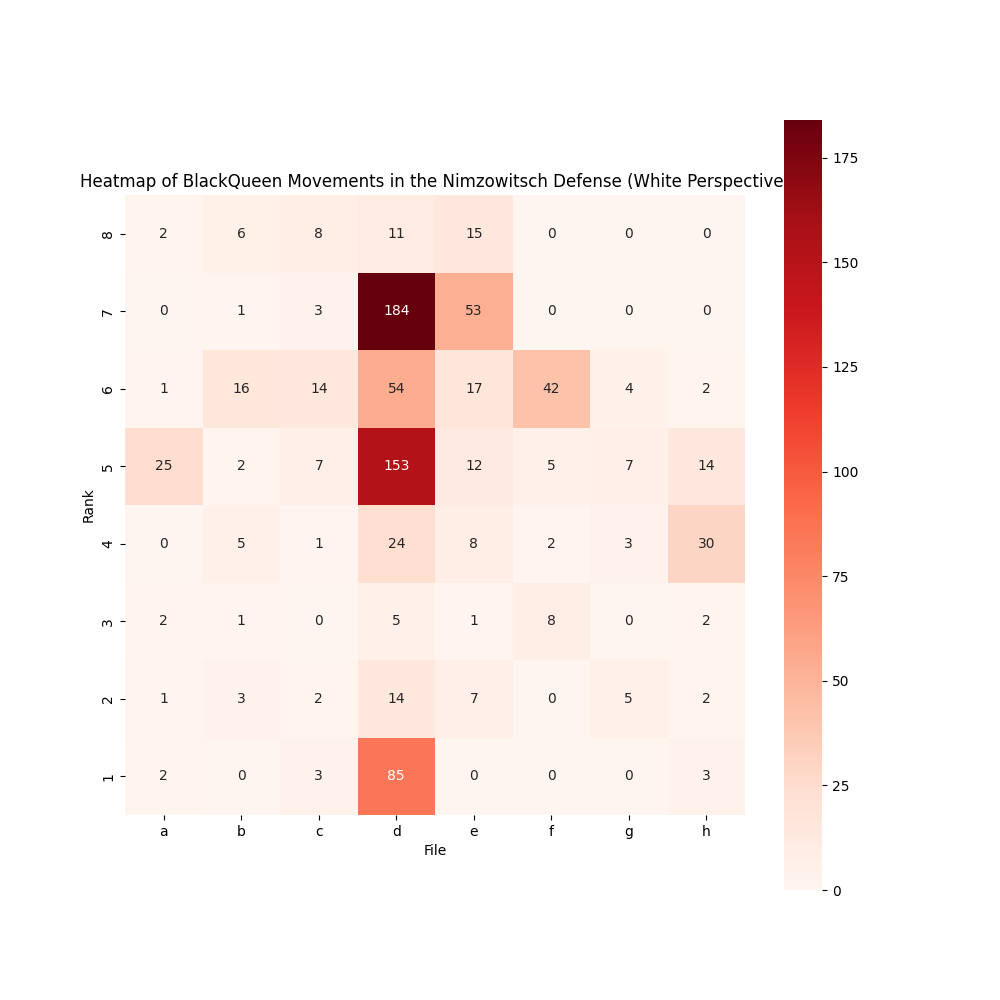 Heatmap of BlackQueen Movements in the Nimzowitsch Defense (White Perspective
8 2 6 8 11 15 0 0 0
7 0 1 3 184 53 0 0 0
6 1 16 14 54 17 42 4 2
5 25 2 7 153 12 5 7 14
4 0 5 1 24 8 2 3 30
3 2 1 0 5 1 8 0 2
2 1 3 2 14 7 0 5 2
1 2 0 3 85 0 0 0 3
a b c d e f g h
Rank
File
175
150
125
100
75
50
25
0